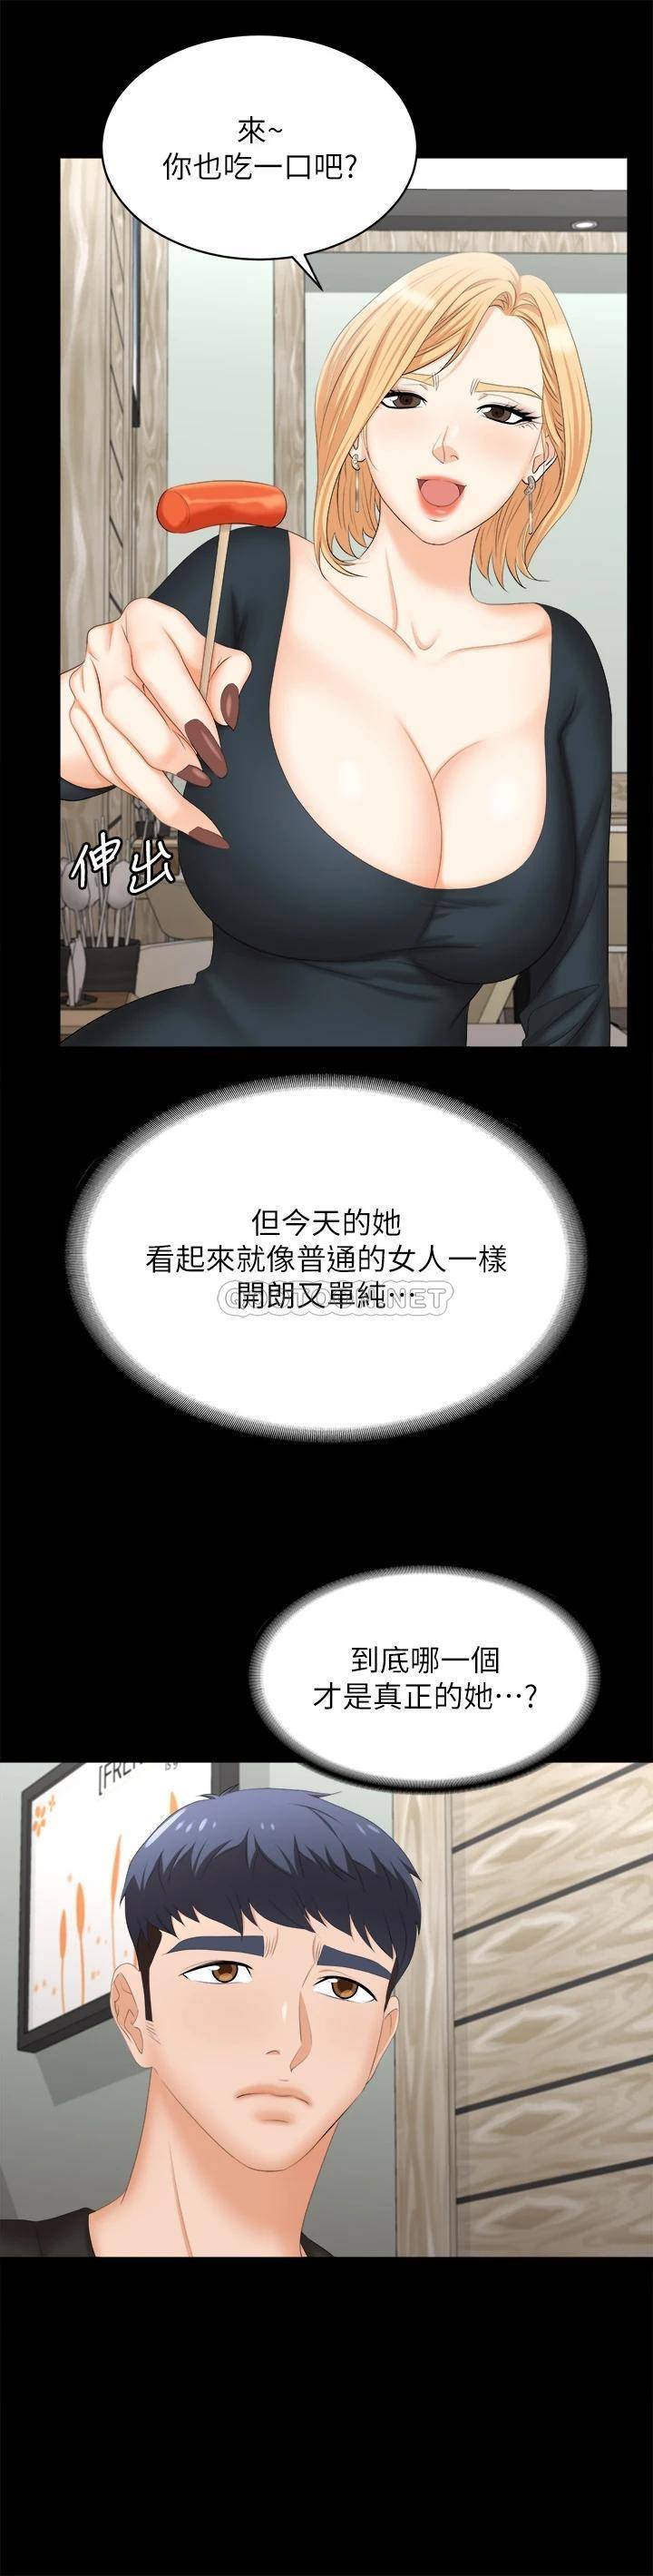 來~
你也吃一口吧?
伸出
但今天的她
看起來就像普通的女人一樣
開朗又單純…
到底哪一個
才是真正的她…?